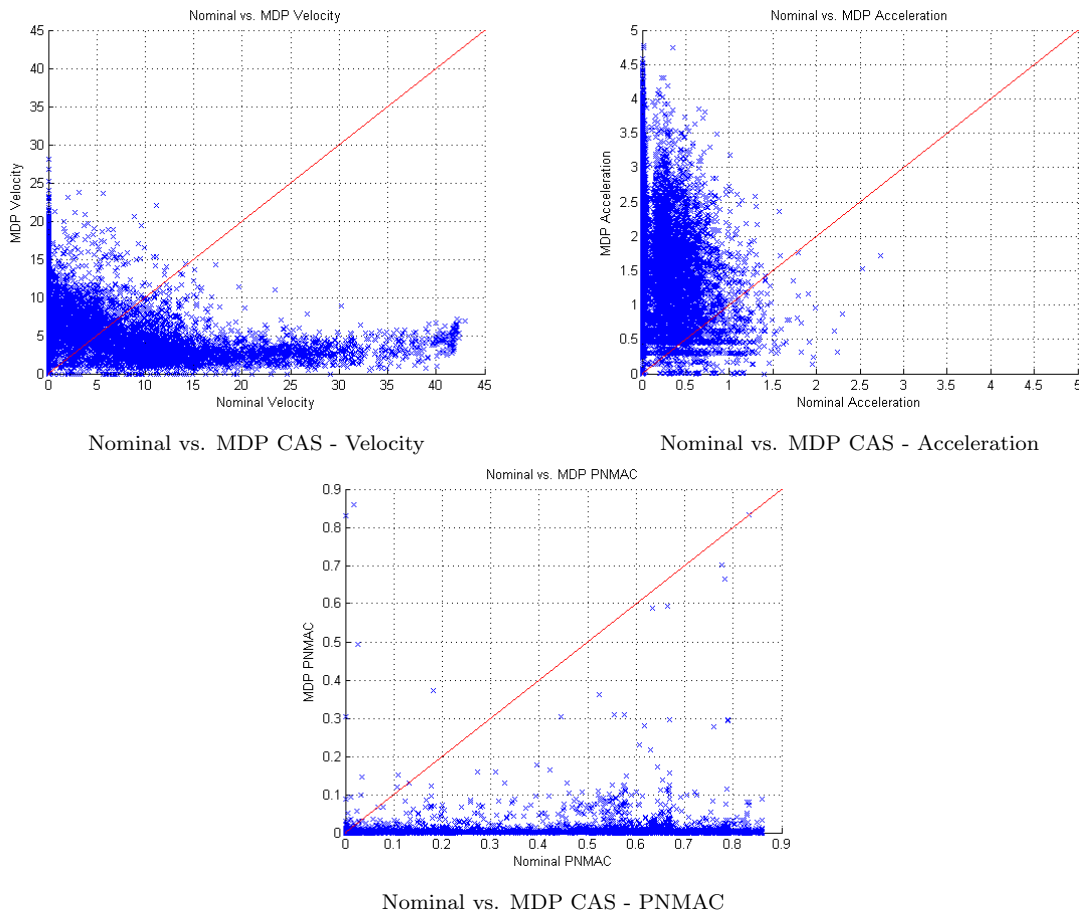 Nominal vs. MDP Velocity
45
40
35
30
25
20
15
10
5
0
MDP Velocity
0 5 10 15 20 25 30 35 40 45
Nominal Velocity
Nominal vs. MDP CAS - Velocity
Nominal vs. MDP Acceleration
5
4.5
4
3.5
3
2.5
2
1.5
1
0.5
0
MDP Acceleration
0 0.5 1 1.5 2 2.5 3 3.5 4 4.5 5
Nominal Acceleration
Nominal vs. MDP CAS - Acceleration
Nominal vs. MDP PNMAC
0.9
0.8
0.7
0.6
0.5
0.4
0.3
0.2
0.1
0
MDP PNMAC
0 0.1 0.2 0.3 0.4 0.5 0.6 0.7 0.8 0.9
Nominal PNMAC
Nominal vs. MDP CAS - PNMAC